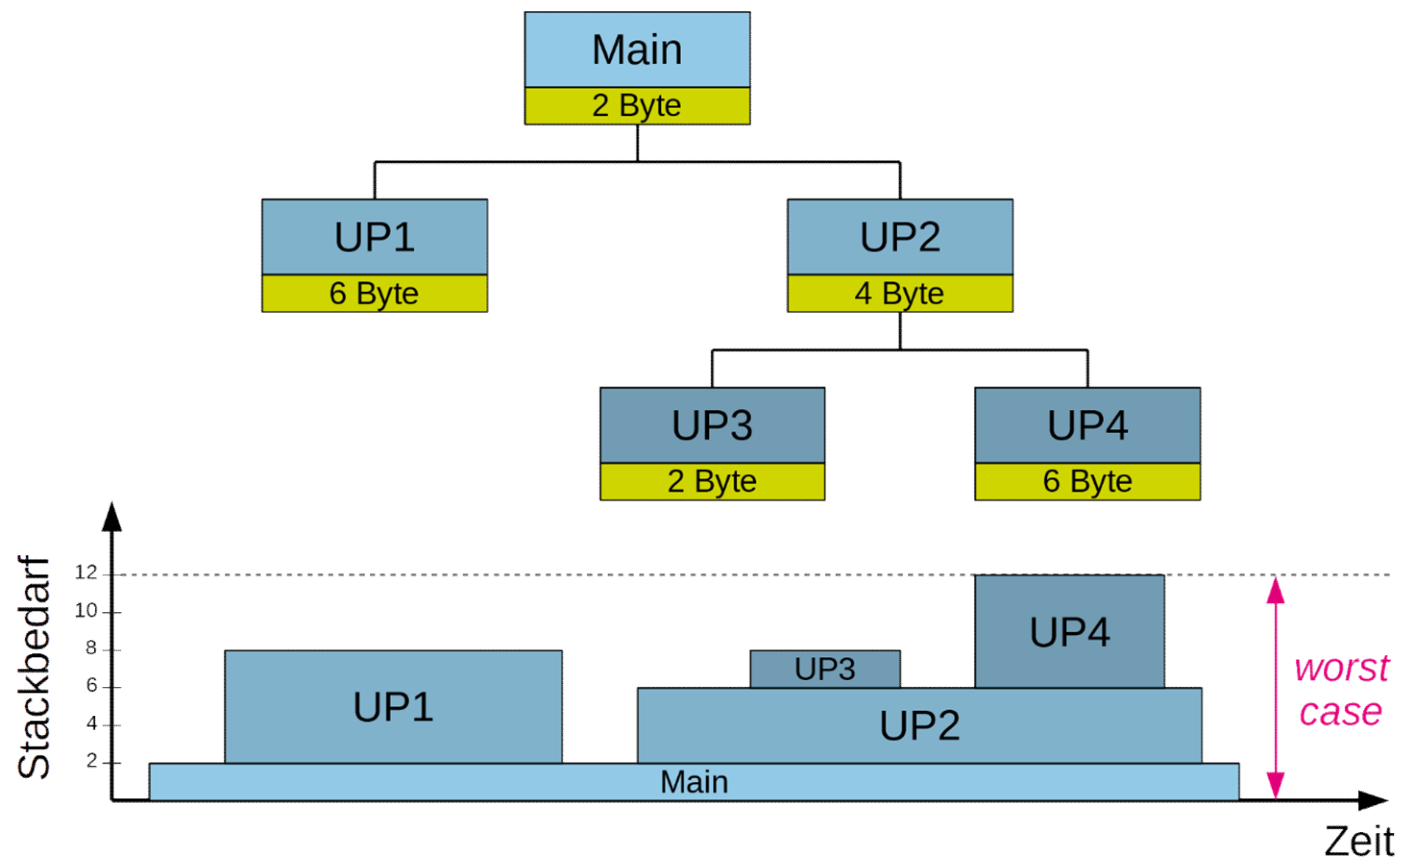 Main
2 Byte
UP1
6 Byte
UP2
4 Byte
UP3
2 Byte
UP4
6 Byte
Stackbedarf
12
10
8
6
4
2
UP1
UP3
UP4
UP2
Main
worst
case
Zeit